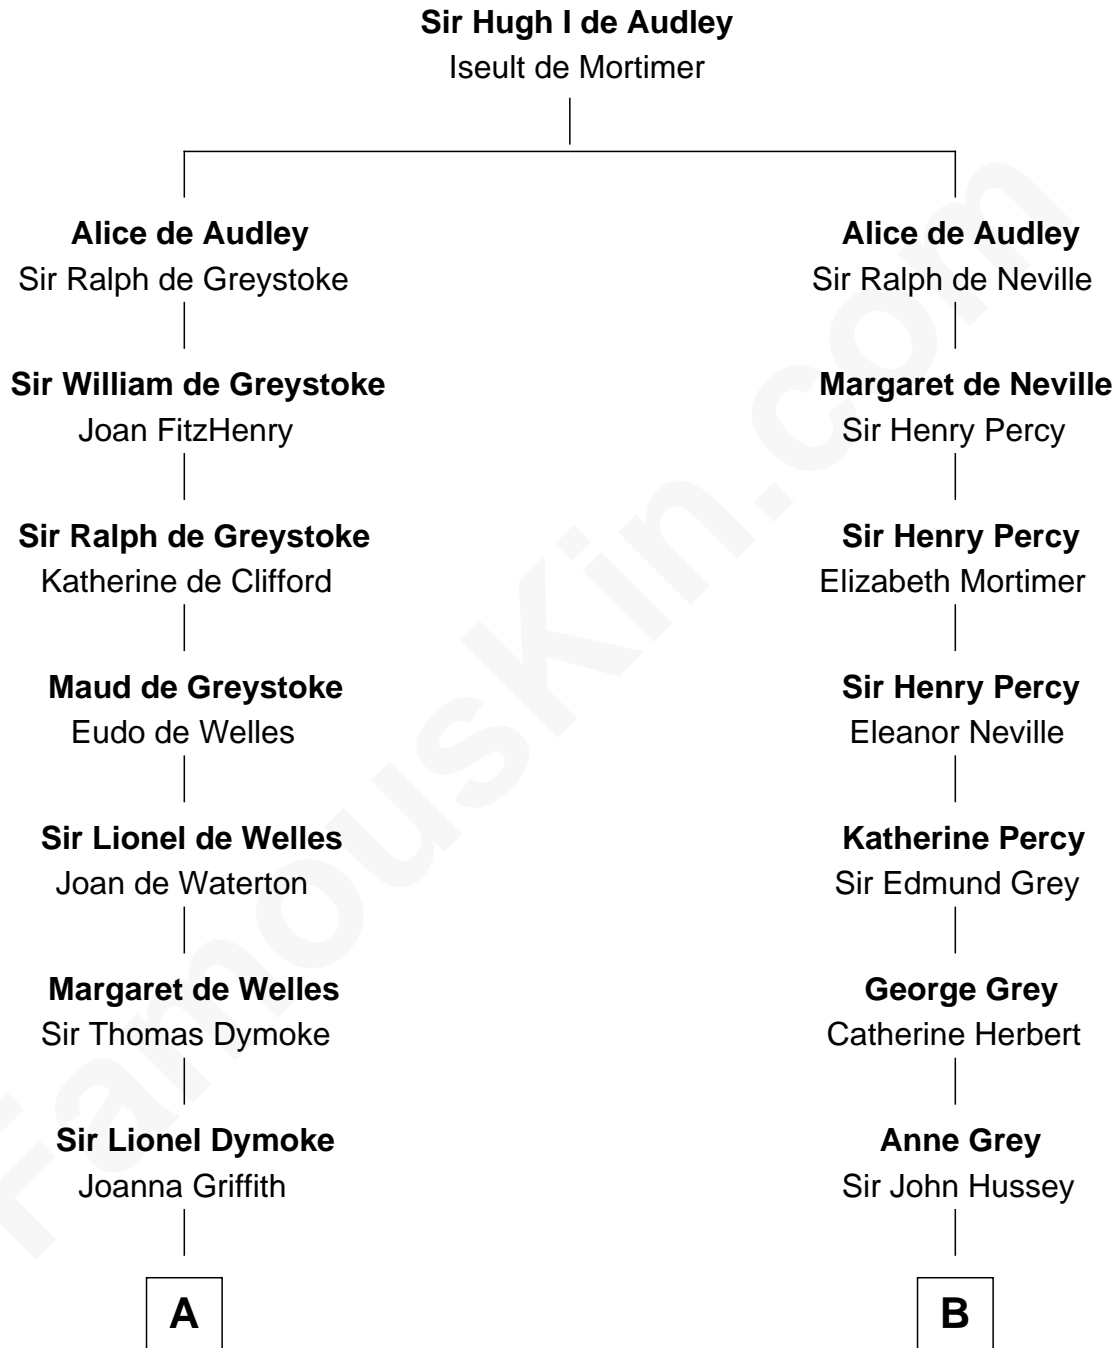 Sir Hugh I de Audley
Iseult de Mortimer
Alice de Audley
Sir Ralph de Greystoke
Sir William de Greystoke
Joan FitzHenry
Sir Ralph de Greystoke
Katherine de Clifford
Maud de Greystoke
Eudo de Welles
Sir Lionel de Welles
Joan de Waterton
Margaret de Welles
Sir Thomas Dymoke
Sir Lionel Dymoke
Joanna Griffith
A
Alice de Audley
Sir Ralph de Neville
Margaret de Neville
Sir Henry Percy
Sir Henry Percy
Elizabeth Mortimer
Sir Henry Percy
Eleanor Neville
Katherine Percy
Sir Edmund Grey
George Grey
Catherine Herbert
Anne Grey
Sir John Hussey
B
FamousKin.com